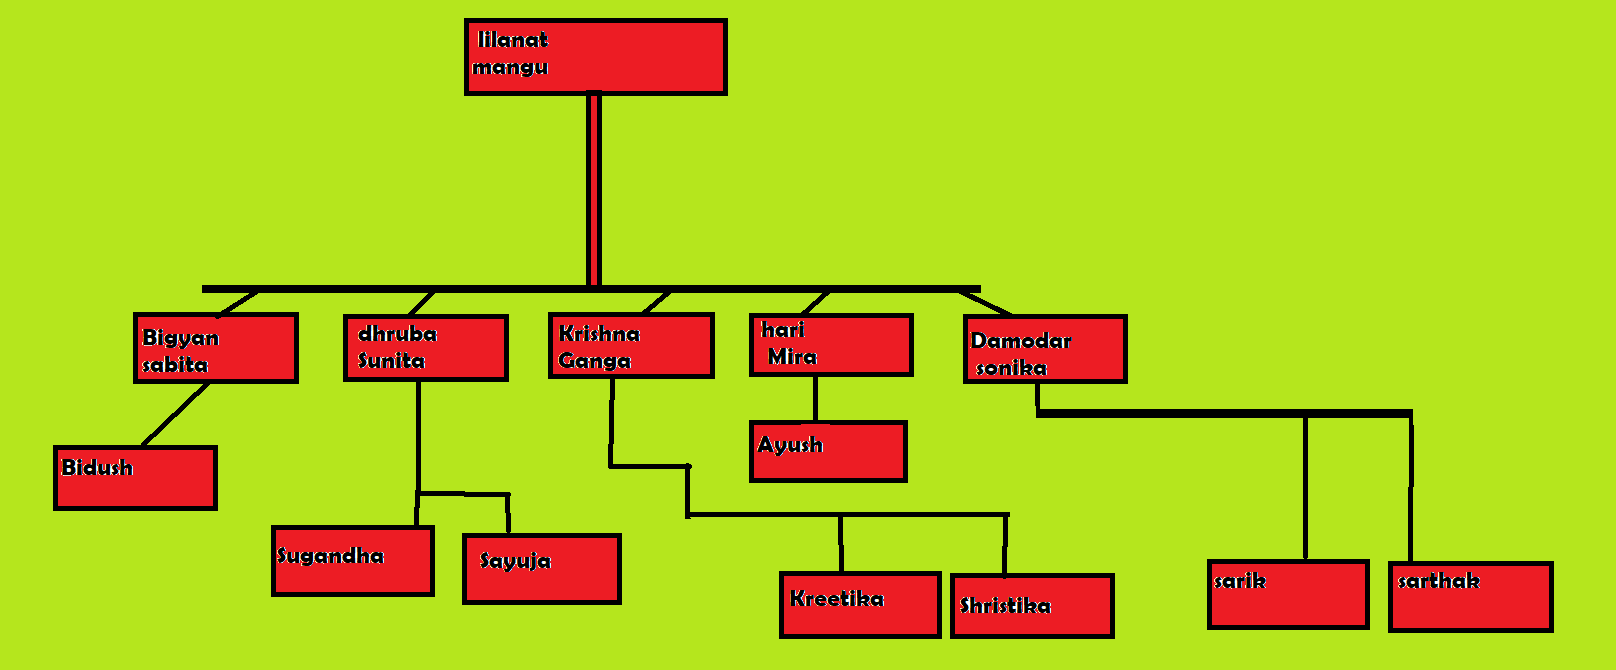 lilanat
mangu
Bigyan
sabita
dhruba
Sunita
Krishna
Ganga
hari
Mira
Damodar
sonika
Bidush
Ayush
Sugandha
Sayuja
Kreetika
Shristika
sarik
sarthak